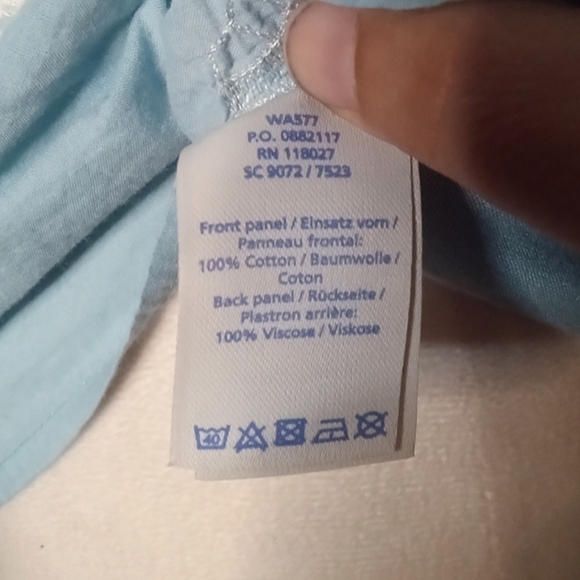 WA577
P.O. 0882117
RN 118027
SC 9072 / 7523
Front panel / Einsatz vorn /
Panneau frontal:
100% Cotton / Baumwolle /
Coton
Back panel / Rückseite /
Plastron arrière:
100% Viscose / Viskose
40